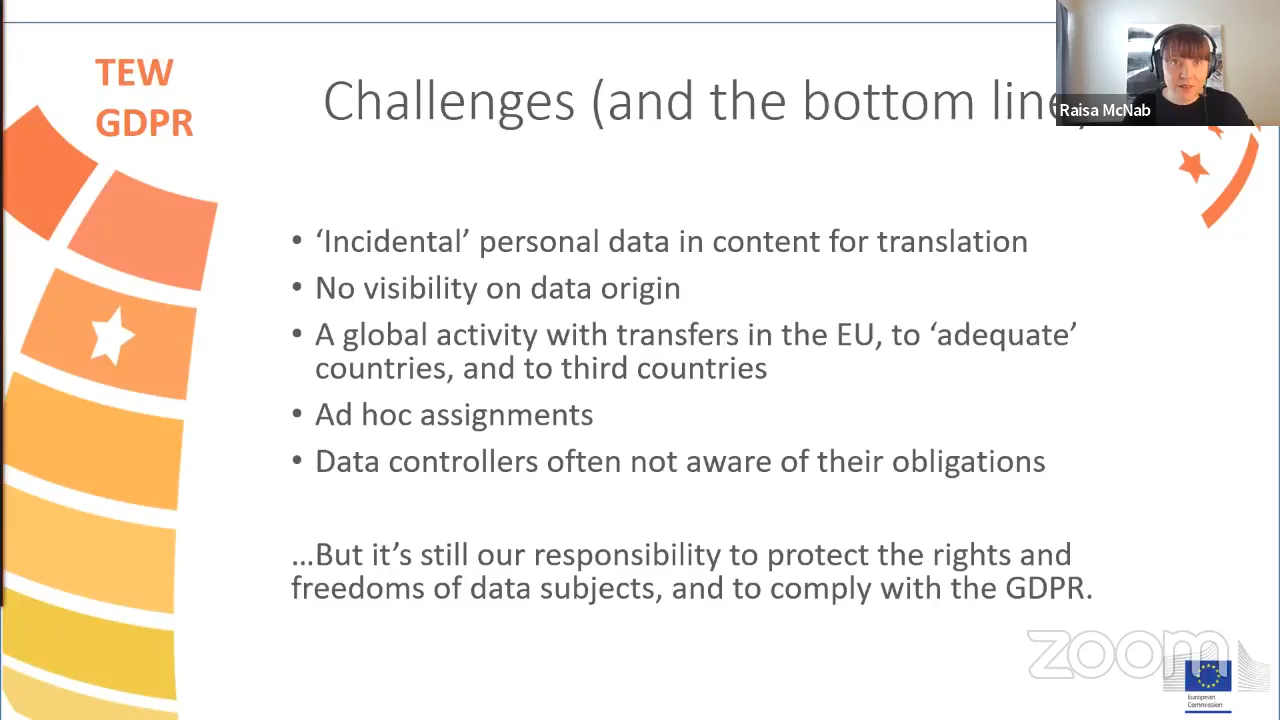 TEW
GDPR
Challenges (and the bottom line)
Raisa McNab
• ‘Incidental’ personal data in content for translation
• No visibility on data origin
• A global activity with transfers in the EU, to ‘adequate’
countries, and to third countries
• Ad hoc assignments
• Data controllers often not aware of their obligations
…But it’s still our responsibility to protect the rights and
freedoms of data subjects, and to comply with the GDPR.
zoom
European
Commission